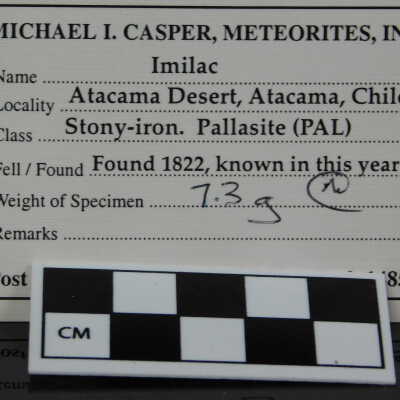 MICHAEL I. CASPER, METEORITES, IN
Name Imilac
Locality Atacama Desert, Atacama, Chile
Class Stony-iron. Pallasite (PAL)
Fell / Found Found 1822, known in this year
Weight of Specimen 7.3 g
Remarks
Post
CM